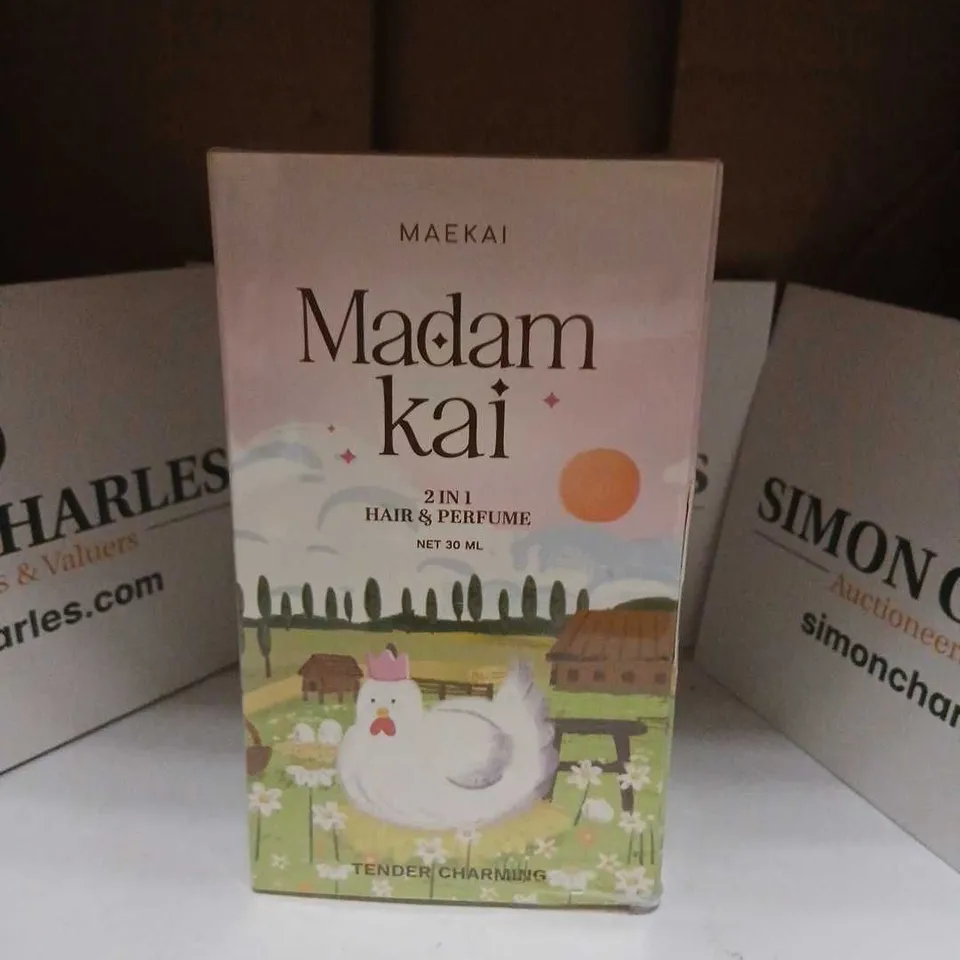 MAEKAI
Madam
kai
2 IN 1
HAIR & PERFUME
NET 30 ML
TENDER CHARMING
HARLES
s & Valuers
arles.com
S
SIMON C
Auctioneer
simonchar